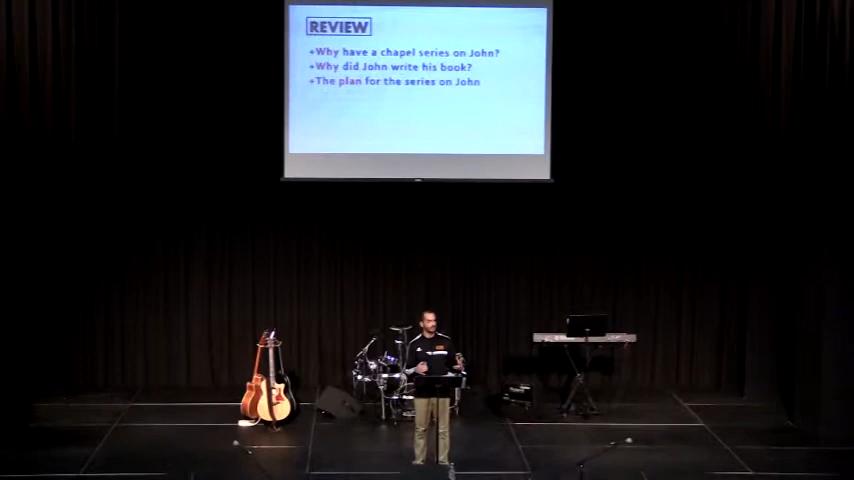 REVIEW
+Why have a chapel series on John?
+Why did John write his book?
+The plan for the series on John